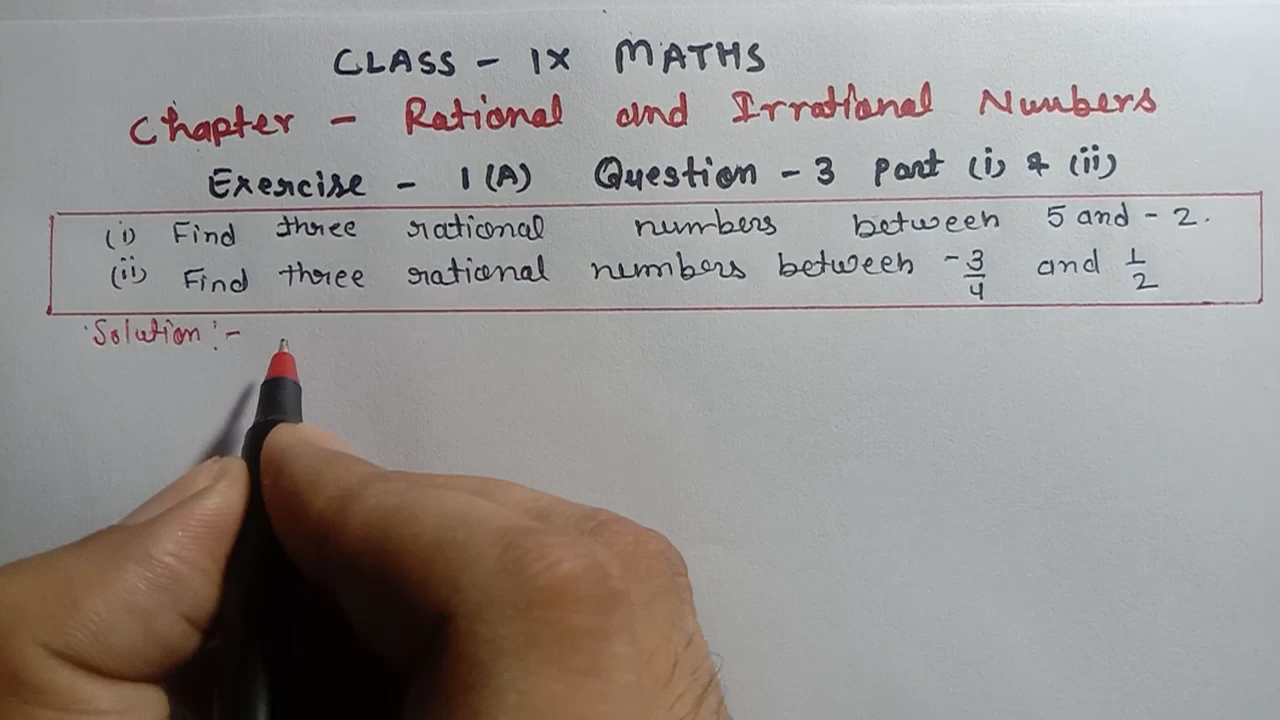 CLASS - IX MATHS
Chapter - Rational and Irrational Numbers
Exercise - 1(A) Question - 3 Part (i) & (ii)
(i) Find three rational numbers between 5 and - 2.
(ii) Find three rational numbers between -3/4 and 1/2
Solution :-